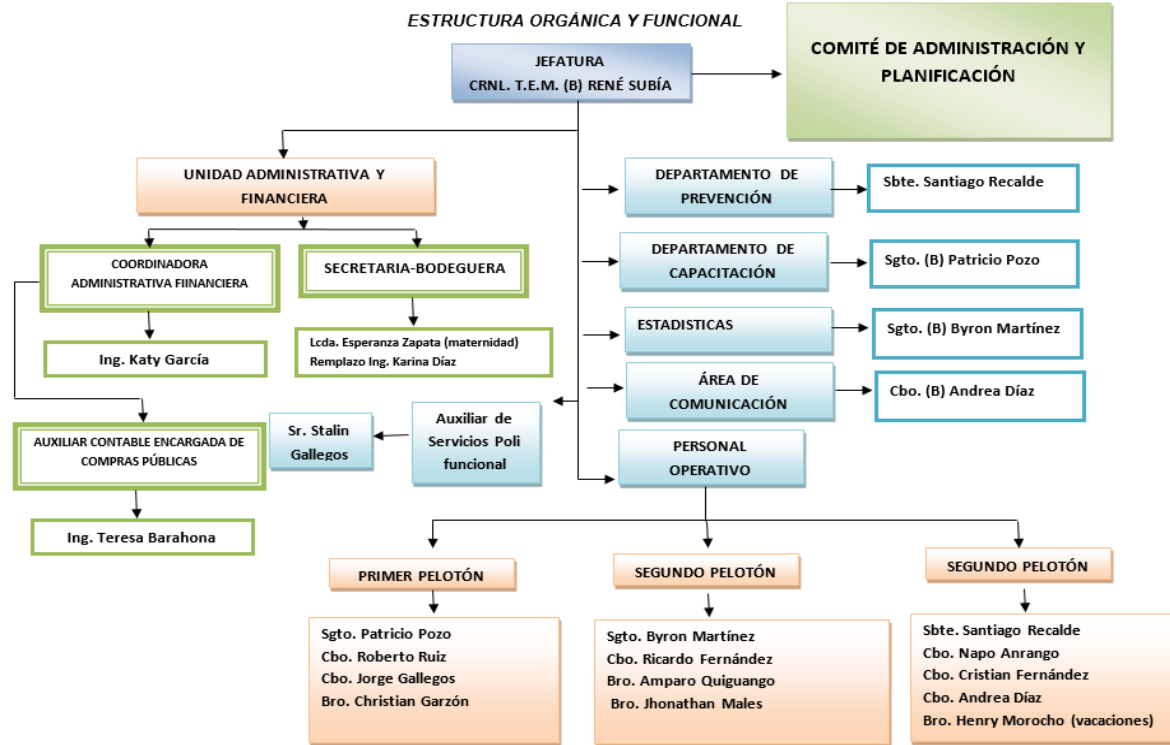 ESTRUCTURA ORGÁNICA Y FUNCIONAL
JEFATURA
CRNL. T.E.M. (B) RENÉ SUBÍA
COMITÉ DE ADMINISTRACIÓN Y
PLANIFICACIÓN
UNIDAD ADMINISTRATIVA Y
FINANCIERA
COORDINADORA
ADMINISTRATIVA FIINANCIERA
SECRETARIA-BODEGUERA
Ing. Katy García
Lcda. Esperanza Zapata (maternidad)
Remplazo Ing. Karina Díaz
AUXILIAR CONTABLE ENCARGADA DE
COMPRAS PÚBLICAS
Ing. Teresa Barahona
Sr. Stalin
Gallegos
Auxiliar de
Servicios Poli
funcional
DEPARTAMENTO DE
PREVENCIÓN
Sbte. Santiago Recalde
DEPARTAMENTO DE
CAPACITACIÓN
Sgto. (B) Patricio Pozo
ESTADISTICAS
Sgto. (B) Byron Martínez
ÁREA DE
COMUNICACIÓN
Cbo. (B) Andrea Díaz
PERSONAL
OPERATIVO
PRIMER PELOTÓN
Sgto. Patricio Pozo
Cbo. Roberto Ruiz
Cbo. Jorge Gallegos
Bro. Christian Garzón
SEGUNDO PELOTÓN
Sgto. Byron Martínez
Cbo. Ricardo Fernández
Bro. Amparo Quiguango
Bro. Jhonathan Males
SEGUNDO PELOTÓN
Sbte. Santiago Recalde
Cbo. Napo Anrango
Cbo. Cristian Fernández
Cbo. Andrea Díaz
Bro. Henry Morocho (vacaciones)